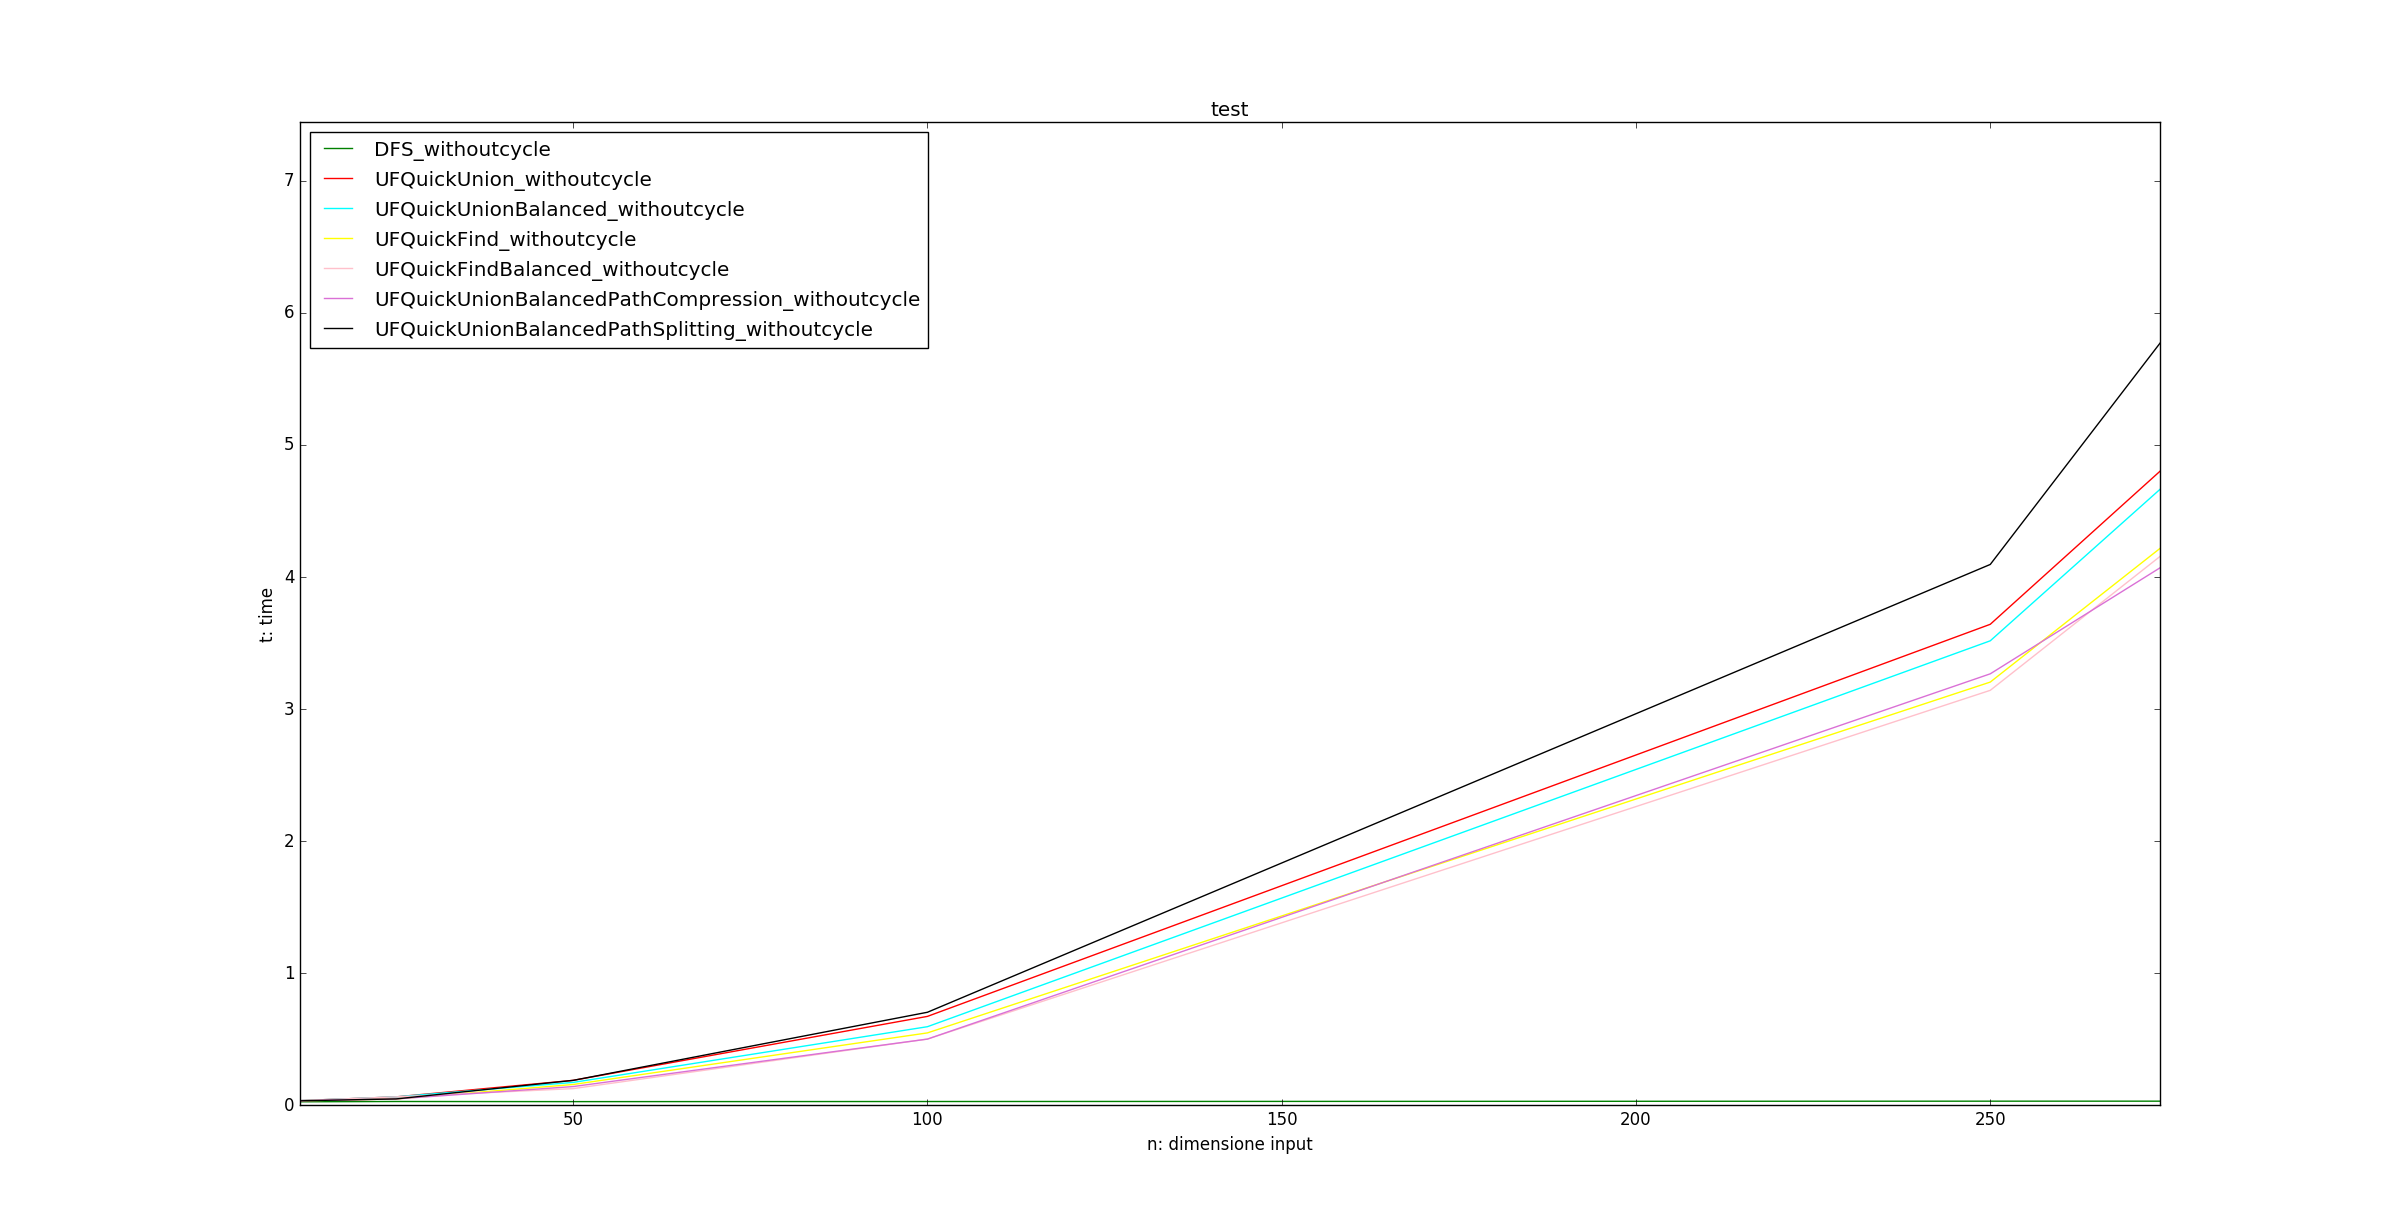 test
DFS_withoutcycle
UFQuickUnion_withoutcycle
UFQuickUnionBalanced_withoutcycle
UFQuickFind_withoutcycle
UFQuickFindBalanced_withoutcycle
UFQuickUnionBalancedPathCompression_withoutcycle
UFQuickUnionBalancedPathSplitting_withoutcycle
7
6
5
4
3
2
1
0
t: time
50 100 150 200 250
n: dimensione input